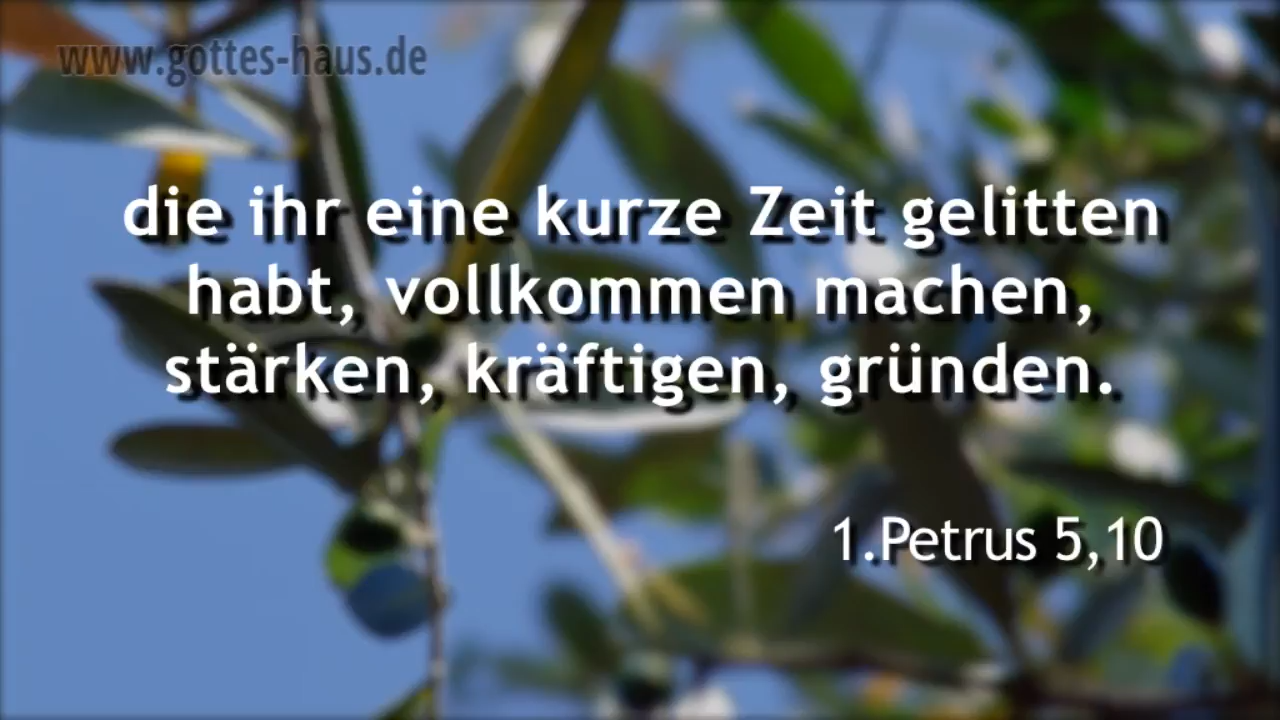 www.gottes-haus.de
die ihr eine kurze Zeit gelitten
habt, vollkommen machen,
stärken, kräftigen, gründen.
1.Petrus 5,10